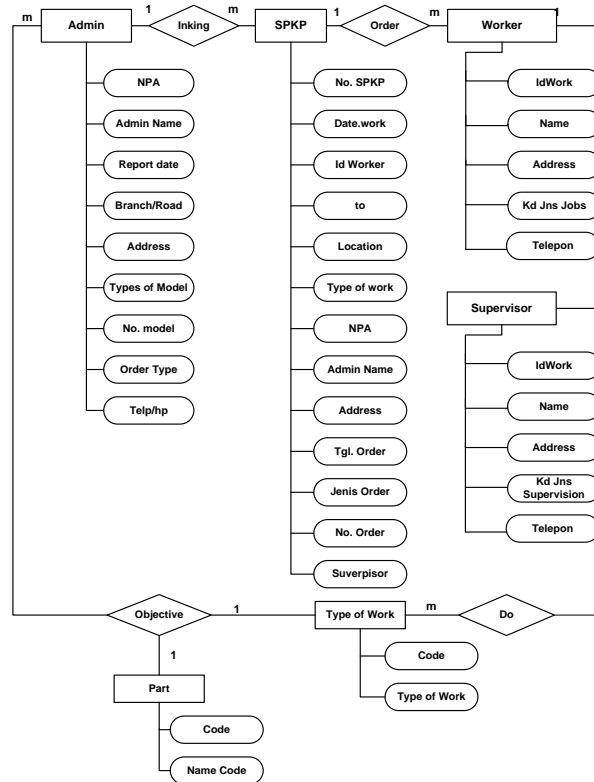 m
Admin
1
Inking
m
SPKP
1
Order
m
Worker
1
NPA
Admin Name
Report date
Branch/Road
Address
Types of Model
No. model
Order Type
Telp/hp
No. SPKP
Date.work
Id Worker
to
Location
Type of work
NPA
Admin Name
Address
Tgl. Order
Jenis Order
No. Order
Suverpisor
IdWork
Name
Address
Kd Jns Jobs
Telepon
Supervisor
IdWork
Name
Address
Kd Jns
Supervision
Telepon
Objective
1
Type of Work
m
Do
1
Part
Code
Name Code
Code
Type of Work